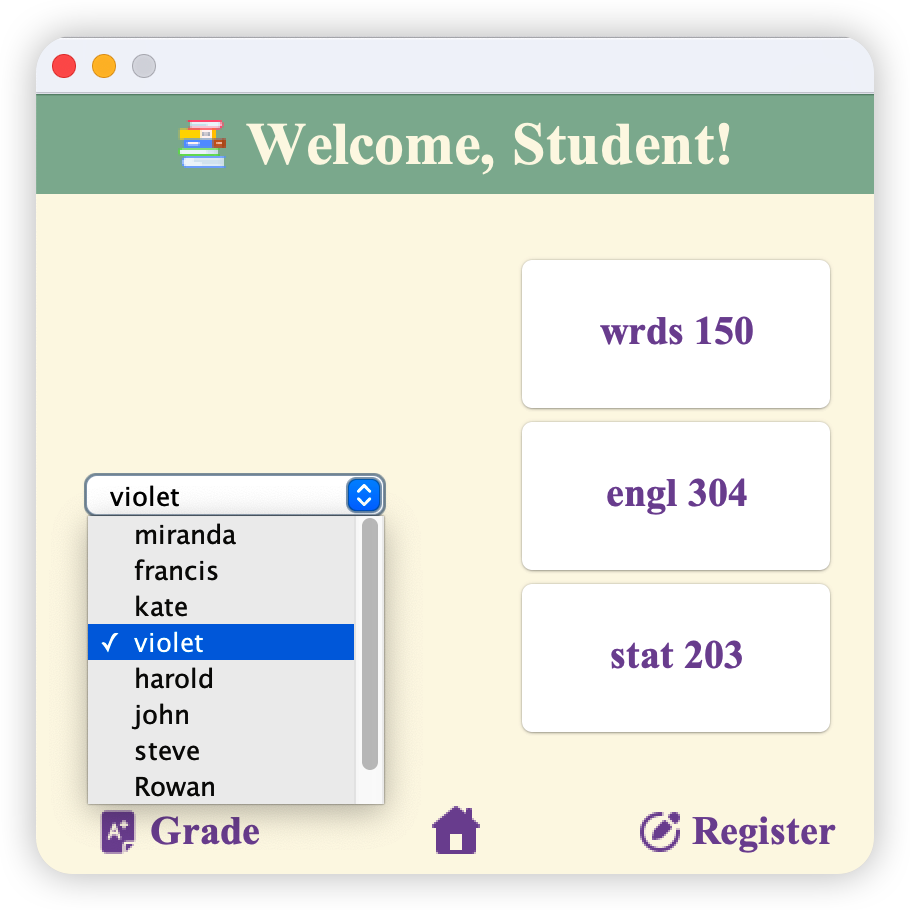 Welcome, Student!
wrds 150
engl 304
stat 203
violet
miranda
francis
kate
✓ violet
harold
john
steve
Rowan
A+ Grade
Register